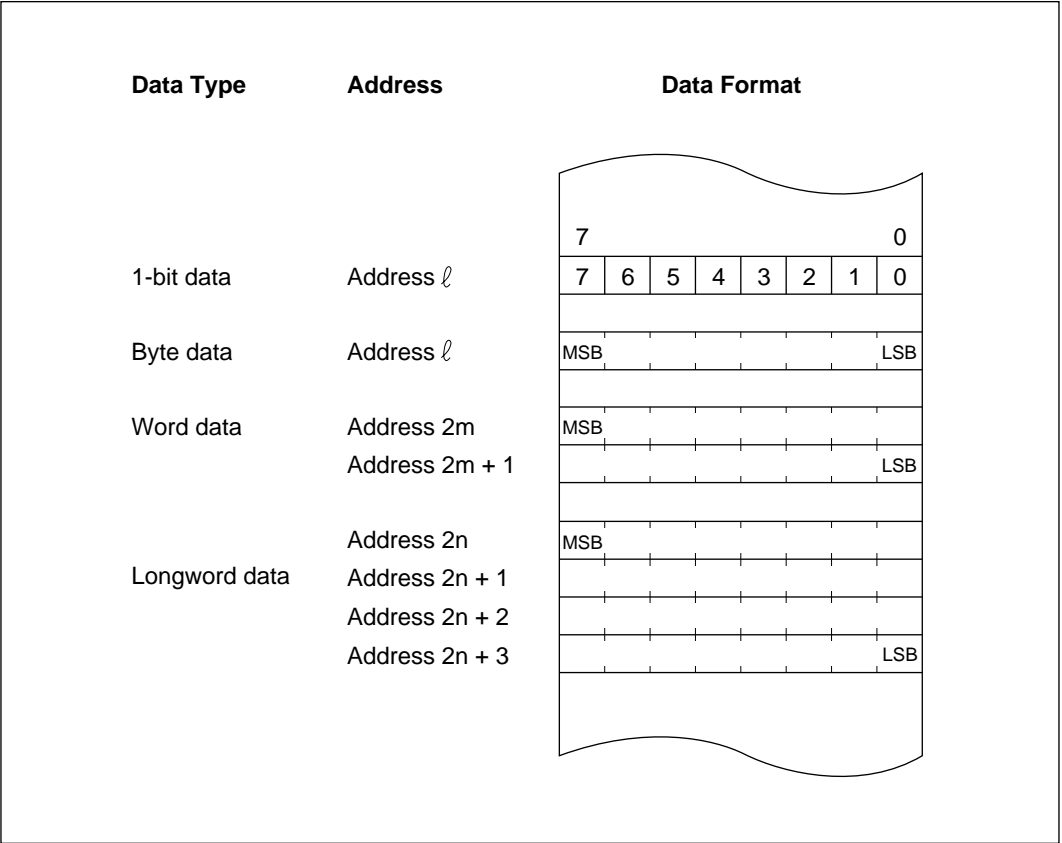 Data Type Address Data Format
7 0
1-bit data Address ℓ 7 6 5 4 3 2 1 0
Byte data Address ℓ MSB LSB
Word data Address 2m MSB
Address 2m + 1 LSB
Address 2n MSB
Longword data Address 2n + 1
Address 2n + 2
Address 2n + 3 LSB